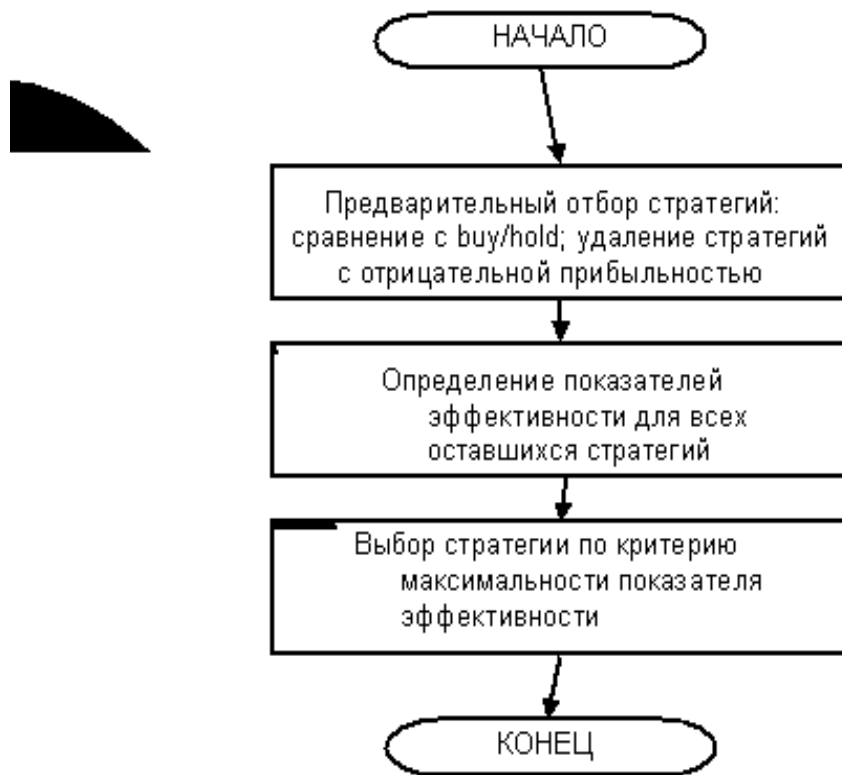 НАЧАЛО
Предварительный отбор стратегий:
сравнение с buy/hold; удаление стратегий
с отрицательной прибыльностью
Определение показателей
эффективности для всех
оставшихся стратегий
Выбор стратегии по критерию
максимальности показателя
эффективности
КОНЕЦ